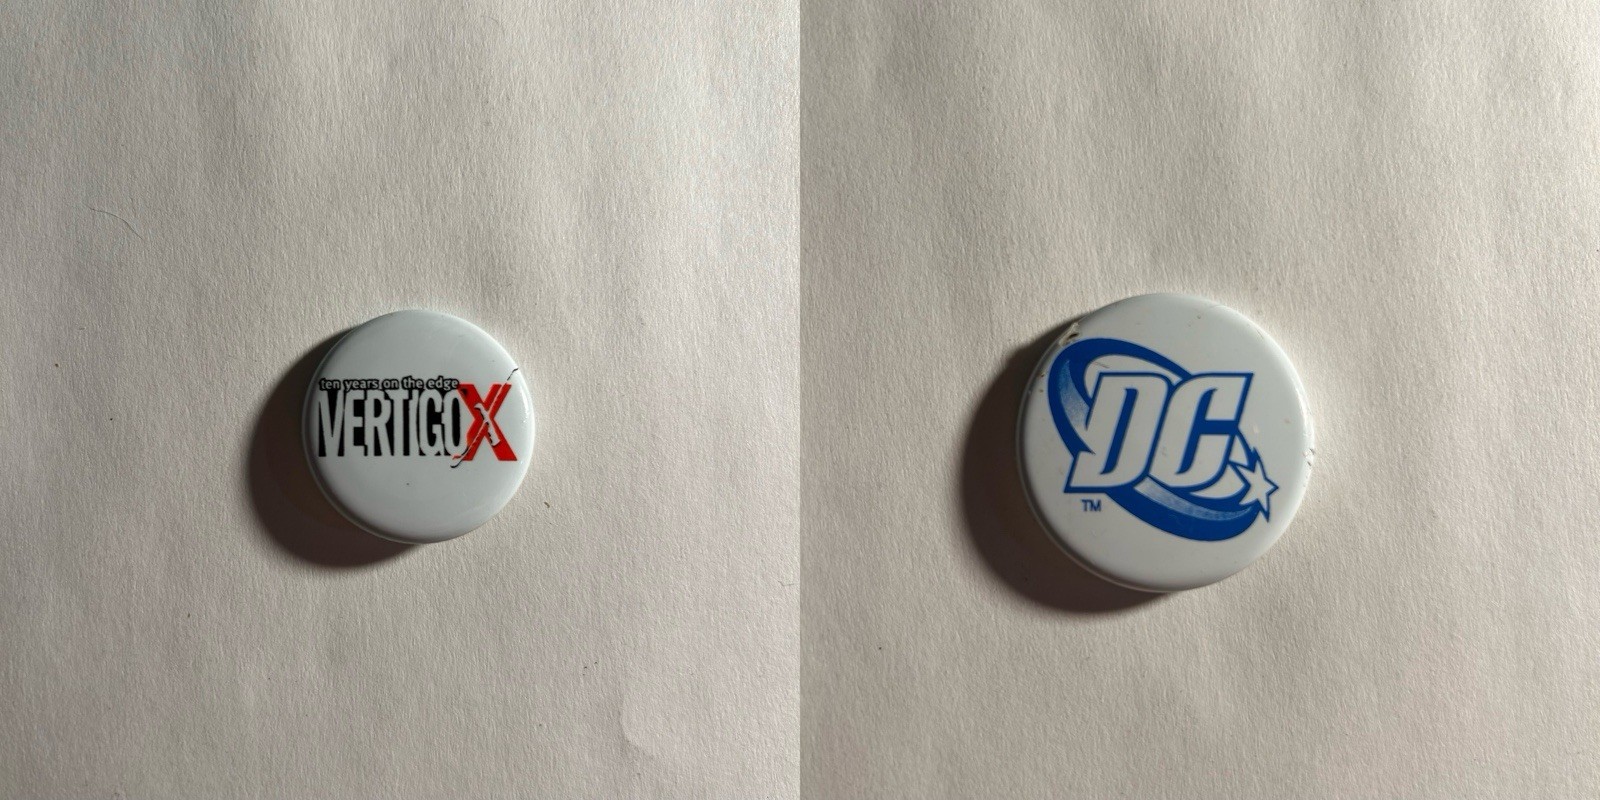 ten years on the edge
VERTIGO X
DC
TM